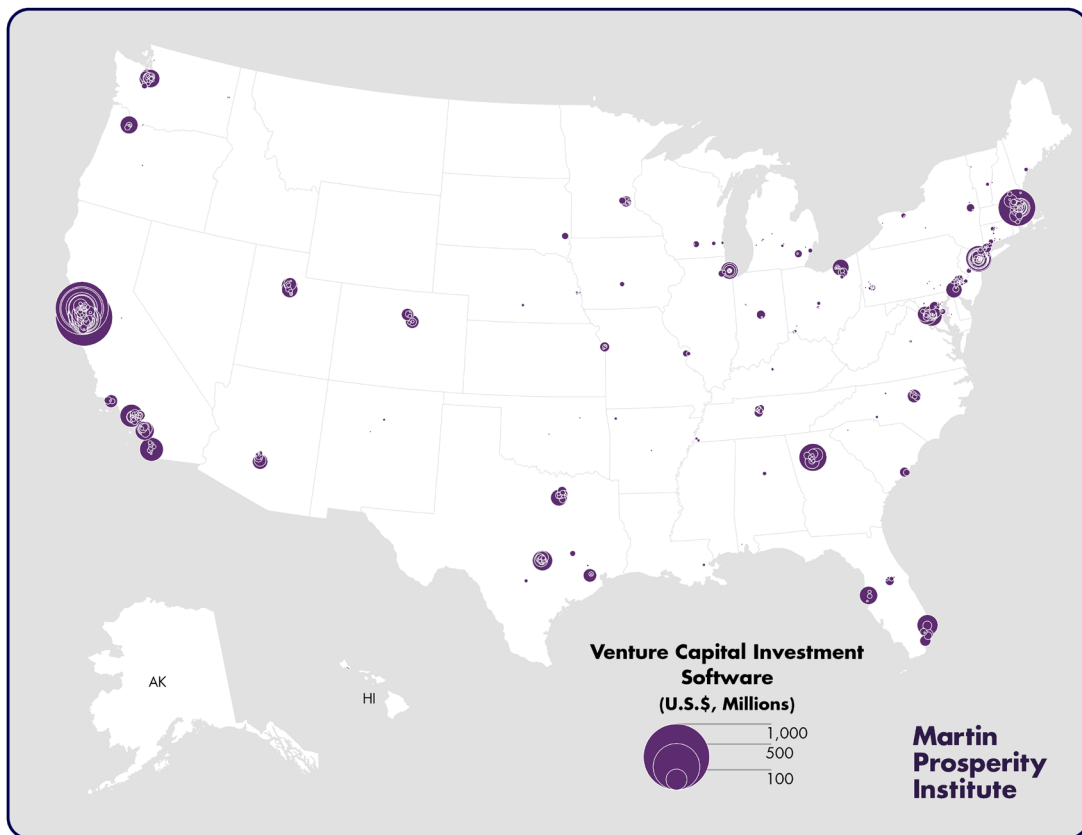 AK
HI
Venture Capital Investment
Software
(U.S.$, Millions)
1,000
500
100
Martin
Prosperity
Institute